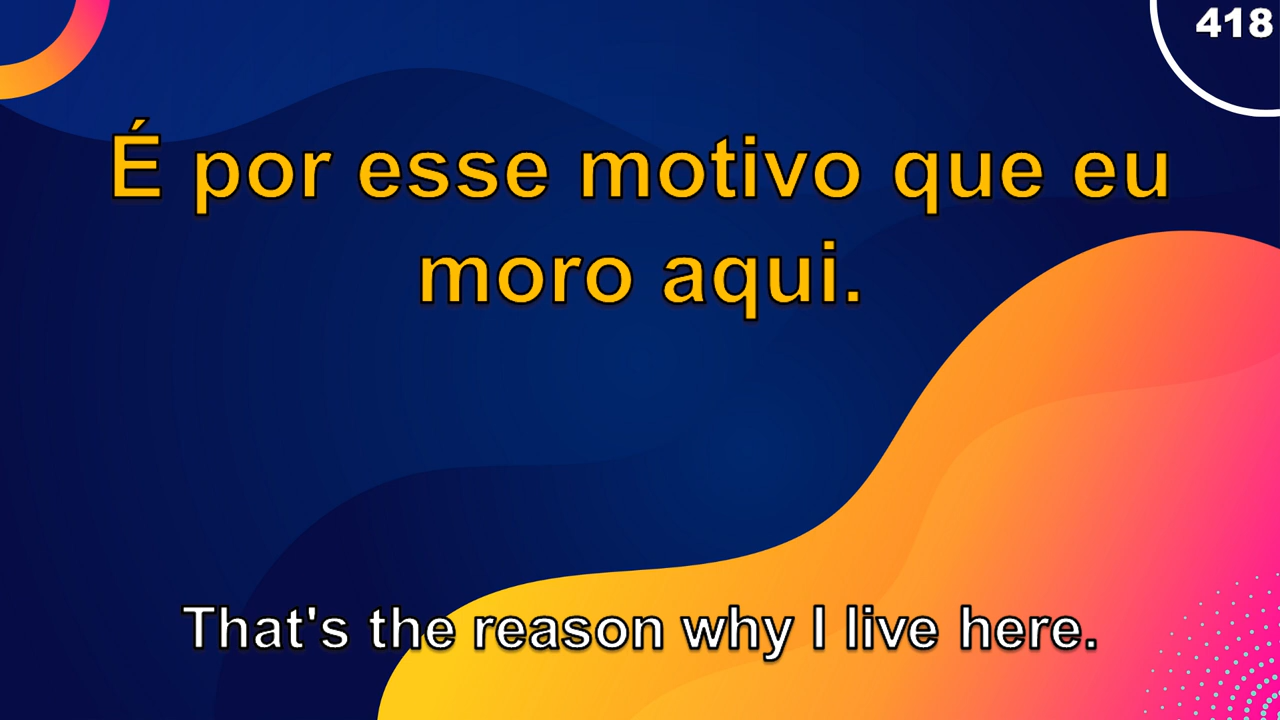 418
É por esse motivo que eu
moro aqui.
That's the reason why I live here.